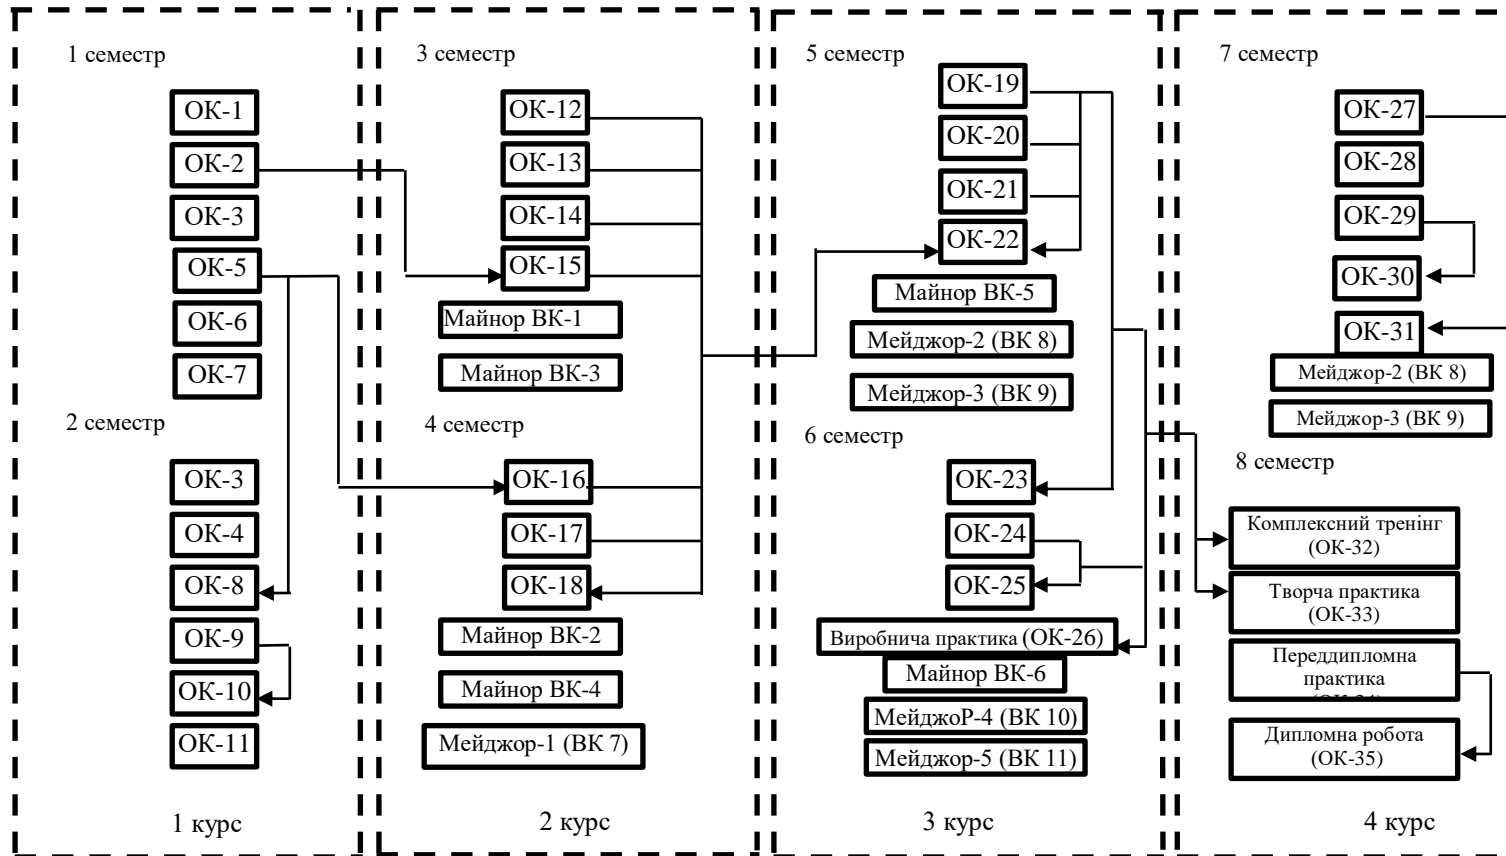 1 семестр
ОК-1
ОК-2
ОК-3
ОК-5
ОК-6
ОК-7
2 семестр
ОК-3
ОК-4
ОК-8
ОК-9
ОК-10
ОК-11
1 курс
3 семестр
ОК-12
ОК-13
ОК-14
ОК-15
Майнор ВК-1
Майнор ВК-3
4 семестр
ОК-16
ОК-17
ОК-18
Майнор ВК-2
Майнор ВК-4
Мейджор-1 (ВК 7)
2 курс
5 семестр
ОК-19
ОК-20
ОК-21
ОК-22
Майнор ВК-5
Мейджор-2 (ВК 8)
Мейджор-3 (ВК 9)
6 семестр
ОК-23
ОК-24
ОК-25
Виробнича практика (ОК-26)
Майнор ВК-6
МейджоР-4 (ВК 10)
Мейджор-5 (ВК 11)
3 курс
7 семестр
ОК-27
ОК-28
ОК-29
ОК-30
ОК-31
Мейджор-2 (ВК 8)
Мейджор-3 (ВК 9)
8 семестр
Комплексний тренінг
(ОК-32)
Творча практика
(ОК-33)
Переддипломна
практика
Дипломна робота
(ОК-35)
4 курс